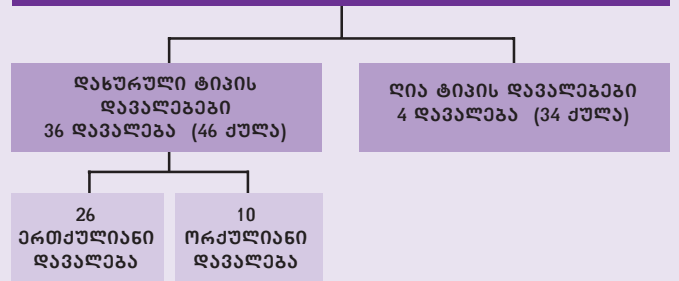 დახურული ტიპის
დავალებები
36 დავალება (46 ქულა)
ღია ტიპის დავალებები
4 დავალება (34 ქულა)
26
ერთქულიანი
დავალება
10
ორქულიანი
დავალება